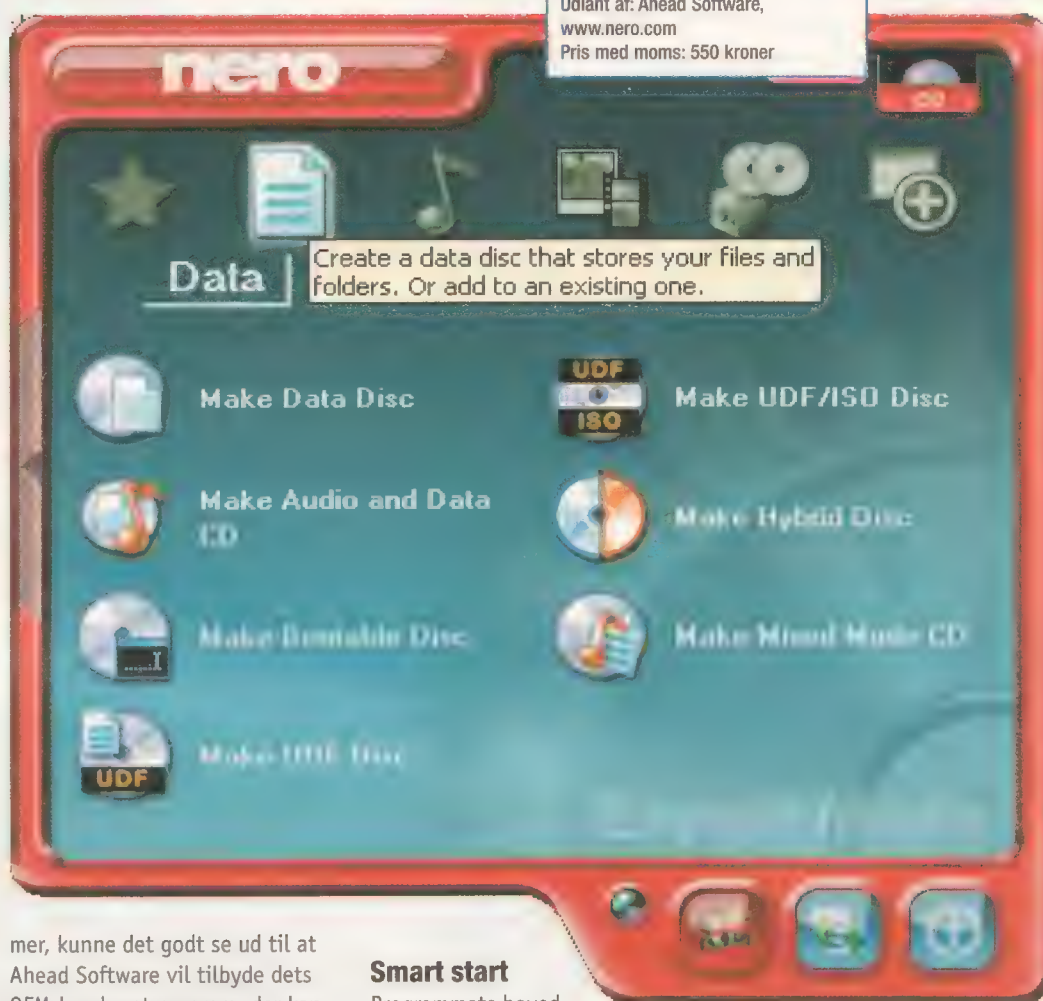 Udlånt af: Ahead Software,
www.nero.com
Pris med moms: 550 kroner
nero
Data
Create a data disc that stores your files and
folders. Or add to an existing one.
Make Data Disc
UDF
ISO
Make UDF/ISO Disc
Make Audio and Data
CD
Make Hybrid Disc
Make Bootable Disc
Make Mixed Mode CD
UDF
Make UDF Disc
mer, kunne det godt se ud til at
Ahead Software vil tilbyde dets
Smart start